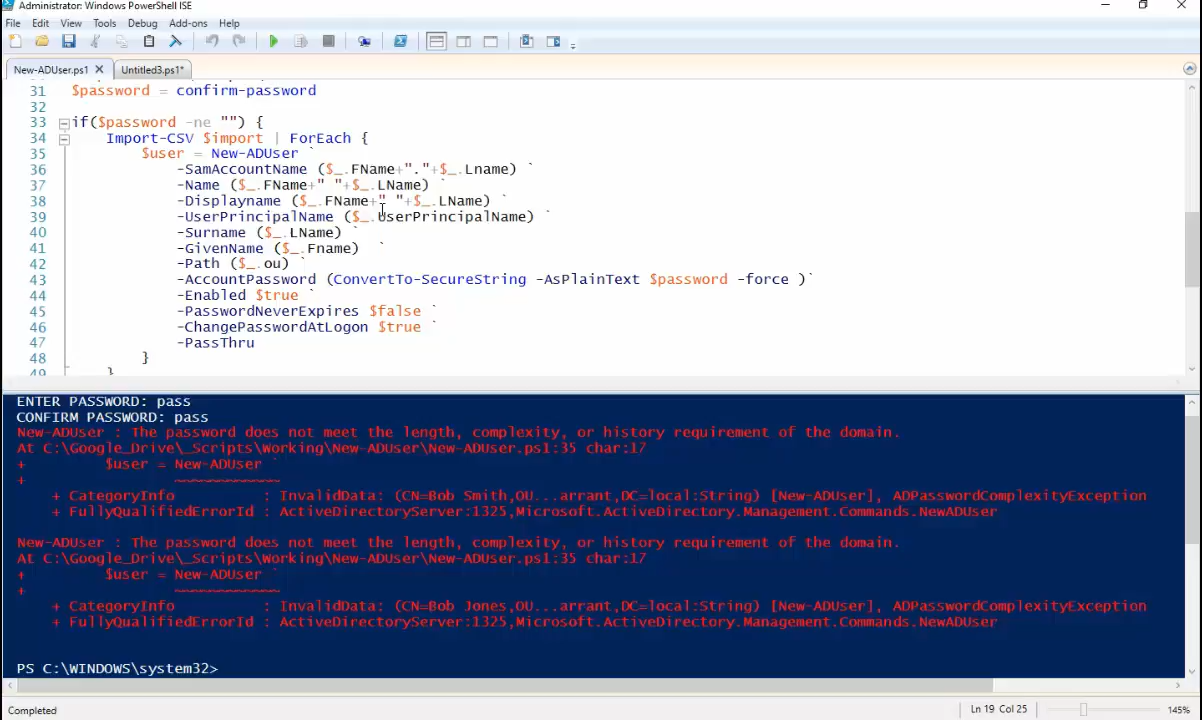 Administrator: Windows PowerShell ISE
File Edit View Tools Debug Add-ons Help
New-ADUser.ps1 Untitled3.ps1*
31 $password = confirm-password
32
33 if($password -ne "") {
34 Import-CSV $import | ForEach {
35 $user = New-ADUser `
36 -SamAccountName ($_.FName+"."+$_.Lname) `
37 -Name ($_.FName+" "+$_.LName) `
38 -Displayname ($_.FName+" "+$_.LName) `
39 -UserPrincipalName ($_.UserPrincipalName) `
40 -Surname ($_.LName) `
41 -GivenName ($_.Fname) `
42 -Path ($_.ou) `
43 -AccountPassword (ConvertTo-SecureString -AsPlainText $password -force )`
44 -Enabled $true `
45 -PasswordNeverExpires $false `
46 -ChangePasswordAtLogon $true `
47 -PassThru
48 }
49 }
ENTER PASSWORD: pass
CONFIRM PASSWORD: pass
New-ADUser : The password does not meet the length, complexity, or history requirement of the domain.
At C:\Google_Drive\_Scripts\Working\New-ADUser\New-ADUser.ps1:35 char:17
+ $user = New-ADUser `
+ ~~~~~~~~~~~~
+ CategoryInfo : InvalidData: (CN=Bob Smith,OU...arrant,DC=local:String) [New-ADUser], ADPasswordComplexityException
+ FullyQualifiedErrorId : ActiveDirectoryServer:1325,Microsoft.ActiveDirectory.Management.Commands.NewADUser
New-ADUser : The password does not meet the length, complexity, or history requirement of the domain.
At C:\Google_Drive\_Scripts\Working\New-ADUser\New-ADUser.ps1:35 char:17
+ $user = New-ADUser `
+ ~~~~~~~~~~~~
+ CategoryInfo : InvalidData: (CN=Bob Jones,OU...arrant,DC=local:String) [New-ADUser], ADPasswordComplexityException
+ FullyQualifiedErrorId : ActiveDirectoryServer:1325,Microsoft.ActiveDirectory.Management.Commands.NewADUser
PS C:\WINDOWS\system32>
Completed Ln 19 Col 25 145%